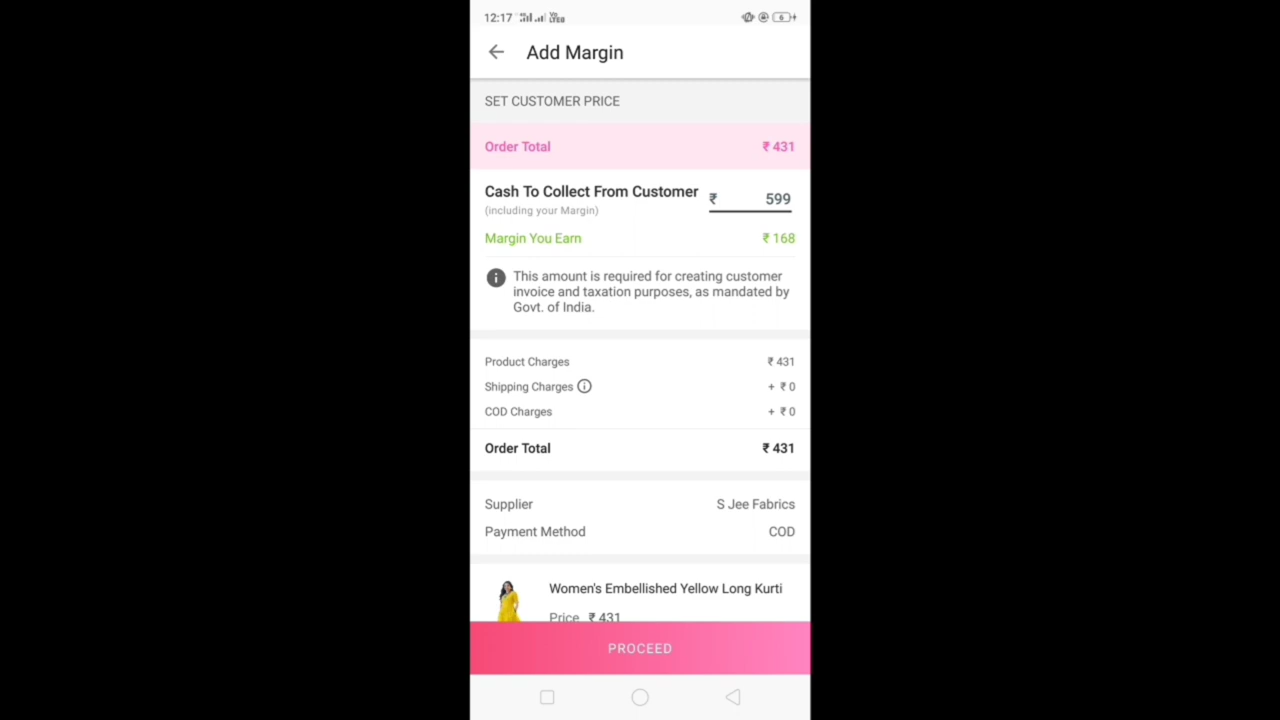 12:17
6
Add Margin
SET CUSTOMER PRICE
Order Total ₹ 431
Cash To Collect From Customer ₹ 599
(including your Margin)
Margin You Earn ₹ 168
This amount is required for creating customer
invoice and taxation purposes, as mandated by
Govt. of India.
Product Charges ₹ 431
Shipping Charges + ₹ 0
COD Charges + ₹ 0
Order Total ₹ 431
Supplier S Jee Fabrics
Payment Method COD
Women's Embellished Yellow Long Kurti
Price ₹ 431
PROCEED